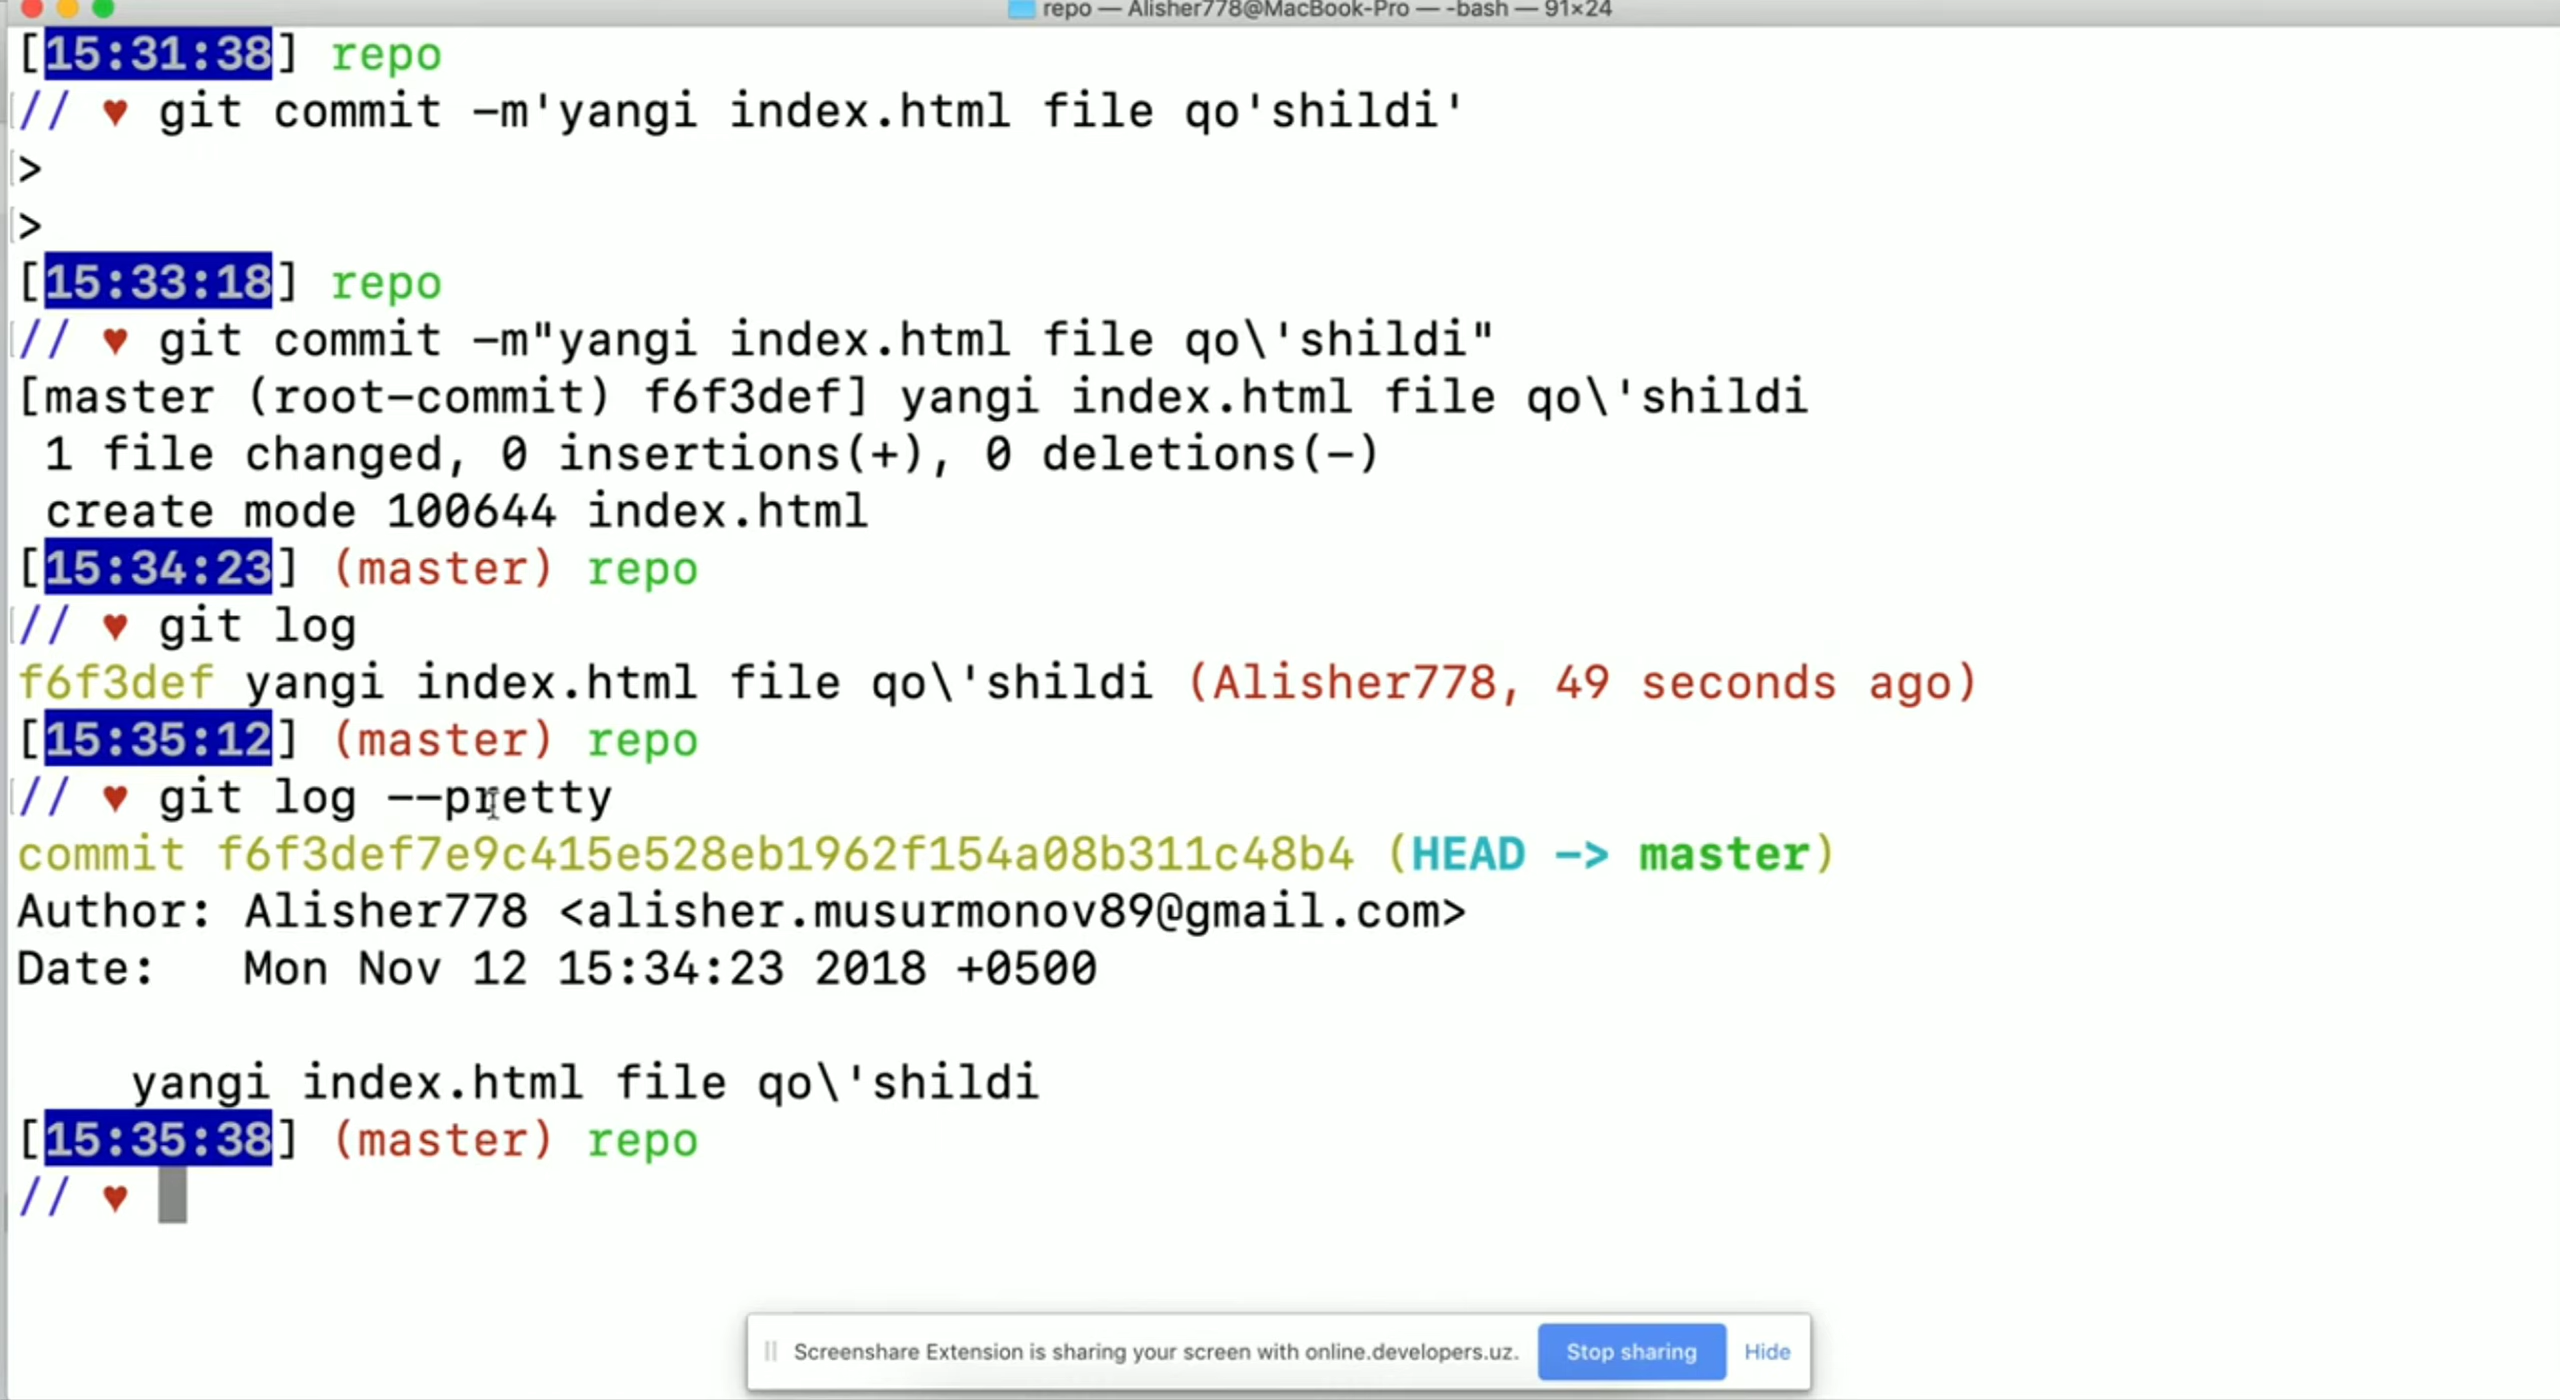 repo — Alisher778@MacBook-Pro — -bash — 91×24
[15:31:38] repo
// ♥ git commit -m'yangi index.html file qo'shildi'
>
>
[15:33:18] repo
// ♥ git commit -m"yangi index.html file qo\'shildi"
[master (root-commit) f6f3def] yangi index.html file qo\'shildi
 1 file changed, 0 insertions(+), 0 deletions(-)
 create mode 100644 index.html
[15:34:23] (master) repo
// ♥ git log
f6f3def yangi index.html file qo\'shildi (Alisher778, 49 seconds ago)
[15:35:12] (master) repo
// ♥ git log --pretty
commit f6f3def7e9c415e528eb1962f154a08b311c48b4 (HEAD -> master)
Author: Alisher778 <alisher.musurmonov89@gmail.com>
Date:   Mon Nov 12 15:34:23 2018 +0500
    yangi index.html file qo\'shildi
[15:35:38] (master) repo
// ♥
Screenshare Extension is sharing your screen with online.developers.uz. Stop sharing Hide